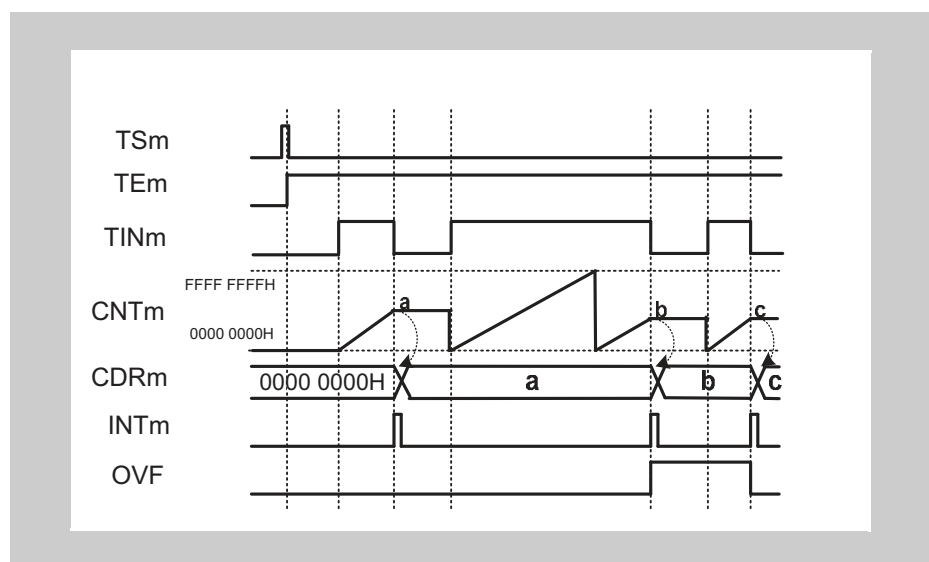 TSm
TEm
TINm
FFFF FFFFH
CNTm
a
b
c
0000 0000H
CDRm
0000 0000H
a
b
c
INTm
OVF